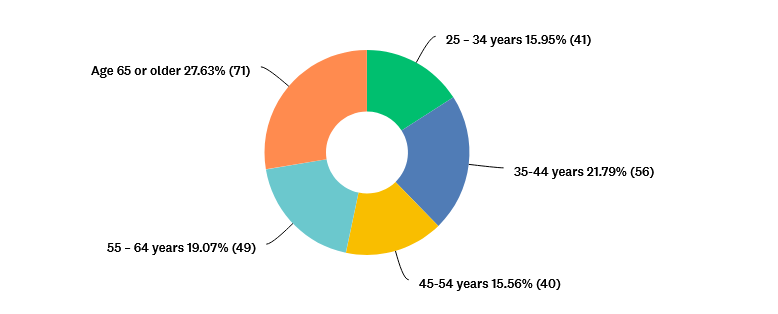 25 – 34 years 15.95% (41)
Age 65 or older 27.63% (71)
35-44 years 21.79% (56)
55 – 64 years 19.07% (49)
45-54 years 15.56% (40)